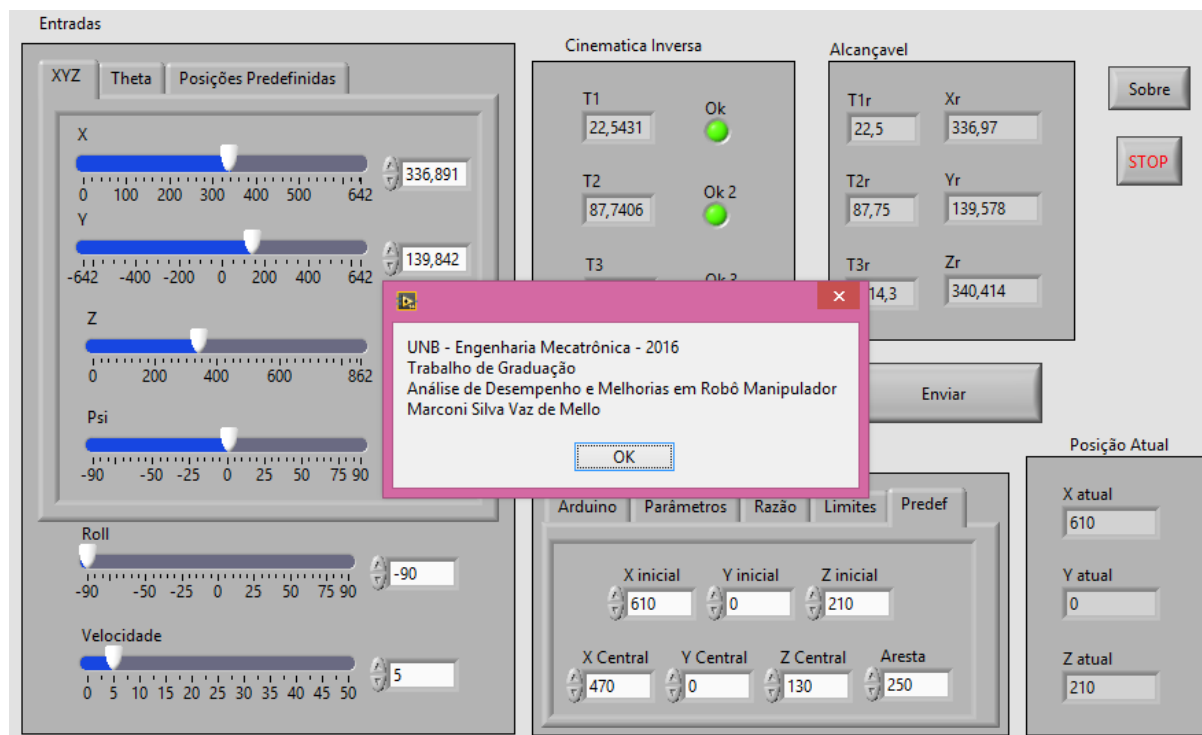 Entradas
XYZ Theta Posições Predefinidas
X
336,891
0 100 200 300 400 500 642
Y
139,842
-642 -400 -200 0 200 400 642
Z
0 200 400 600 862
Psi
-90 -50 -25 0 25 50 75 90
Roll
-90
-90 -50 -25 0 25 50 75 90
Velocidade
5
0 5 10 15 20 25 30 35 40 45 50
Cinematica Inversa
T1
22,5431
Ok
T2
87,7406
Ok 2
T3
Alcançavel
T1r Xr
22,5 336,97
T2r Yr
87,75 139,578
T3r Zr
14,3 340,414
Sobre
STOP
UNB - Engenharia Mecatrônica - 2016
Trabalho de Graduação
Análise de Desempenho e Melhorias em Robô Manipulador
Marconi Silva Vaz de Mello
OK
Enviar
Arduino Parâmetros Razão Limites Predef
X inicial Y inicial Z inicial
610 0 210
X Central Y Central Z Central Aresta
470 0 130 250
Posição Atual
X atual
610
Y atual
0
Z atual
210